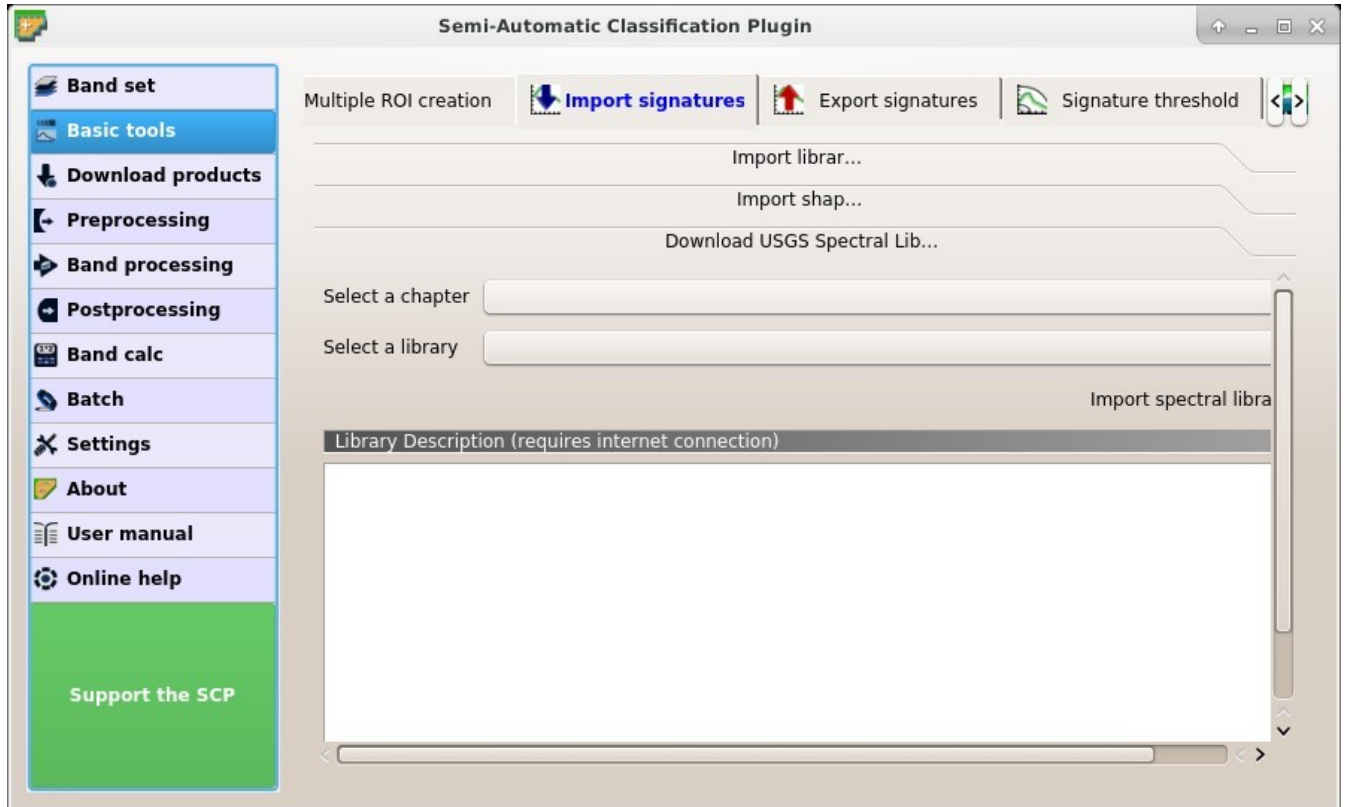 Semi-Automatic Classification Plugin
Band set
Basic tools
Download products
Preprocessing
Band processing
Postprocessing
Band calc
Batch
Settings
About
User manual
Online help
Support the SCP
Multiple ROI creation Import signatures Export signatures Signature threshold
Import librar...
Import shap...
Download USGS Spectral Lib...
Select a chapter
Select a library
Import spectral libra
Library Description (requires internet connection)